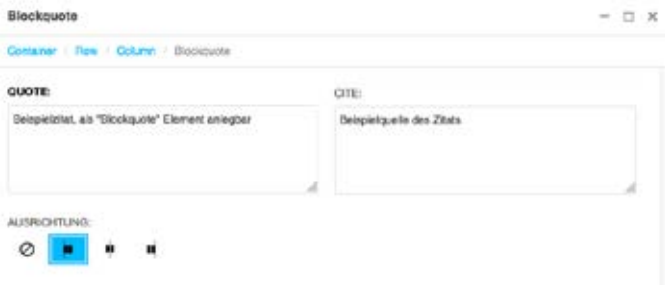 Blockquote
Container / Row / Column / Blockquote
QUOTE:
CITE:
Beispielzitat, als "Blockquote" Element anlegbar
Beispielquelle des Zitats
AUSRICHTUNG: